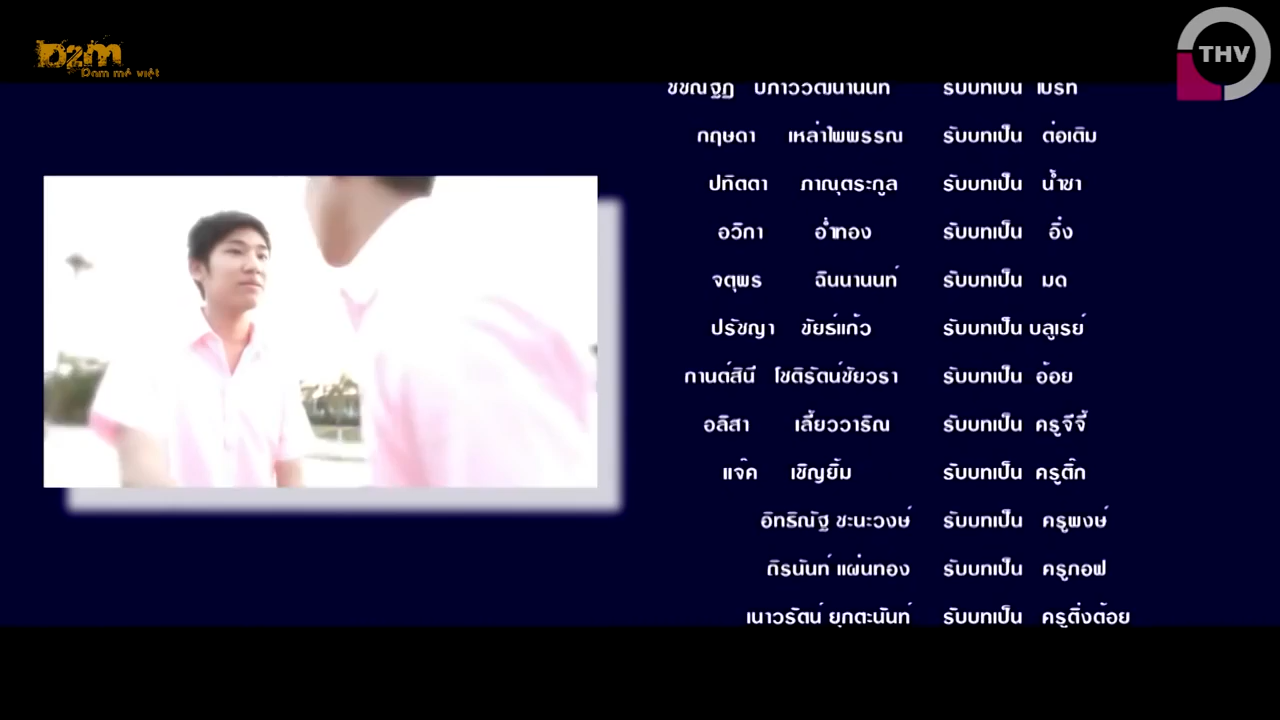 D2M
Đam mê việt
THV
รับบทเป็น
กฤษดา เหล่าไพพรรณ รับบทเป็น ต่อเติม
ปทิตตา ภาณุตระกูล รับบทเป็น น้ำชา
อวิกา อ่ำทอง รับบทเป็น อิ่ง
จตุพร ฉินนานนท์ รับบทเป็น มด
ปรัชญา ขัยร์แก้ว รับบทเป็น บลูเรย์
กานต์สินี โชติรัตน์ชัยวรา รับบทเป็น อ้อย
อลิสา เลี้ยววาริณ รับบทเป็น ครูจีจี้
แจ๊ค เชิญยิ้ม รับบทเป็น ครูติ๊ก
อิทธิณัฐ ชะนะวงษ์ รับบทเป็น ครูพงษ์
ถิรนันท์ แผ่นทอง รับบทเป็น ครูกอฟ
เนาวรัตน์ ยุกตะนันท์ รับบทเป็น ครูติ่งต้อย